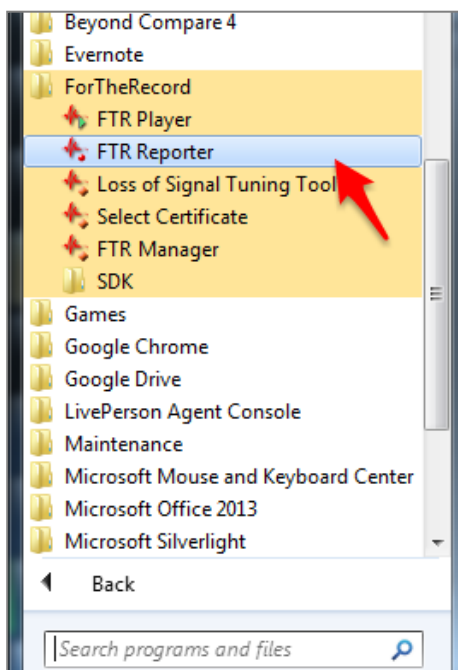 Beyond Compare 4
Evernote
ForTheRecord
FTR Player
FTR Reporter
Loss of Signal Tuning Tool
Select Certificate
FTR Manager
SDK
Games
Google Chrome
Google Drive
LivePerson Agent Console
Maintenance
Microsoft Mouse and Keyboard Center
Microsoft Office 2013
Microsoft Silverlight
Back
Search programs and files